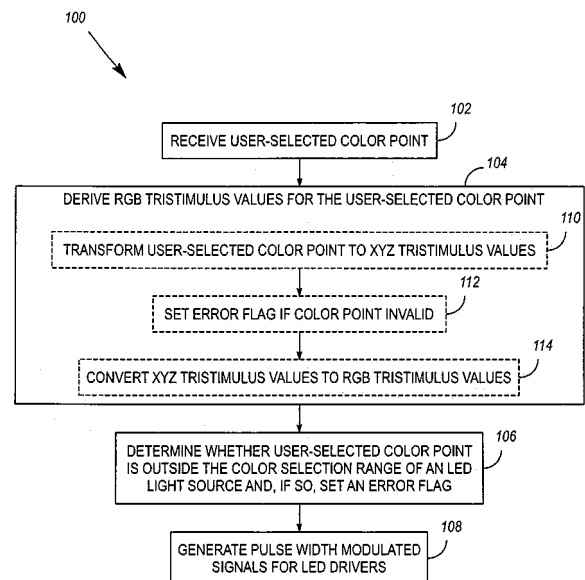 100
102
RECEIVE USER-SELECTED COLOR POINT
104
DERIVE RGB TRISTIMULUS VALUES FOR THE USER-SELECTED COLOR POINT
110
TRANSFORM USER-SELECTED COLOR POINT TO XYZ TRISTIMULUS VALUES
112
SET ERROR FLAG IF COLOR POINT INVALID
114
CONVERT XYZ TRISTIMULUS VALUES TO RGB TRISTIMULUS VALUES
106
DETERMINE WHETHER USER-SELECTED COLOR POINT
IS OUTSIDE THE COLOR SELECTION RANGE OF AN LED
LIGHT SOURCE AND, IF SO, SET AN ERROR FLAG
108
GENERATE PULSE WIDTH MODULATED
SIGNALS FOR LED DRIVERS